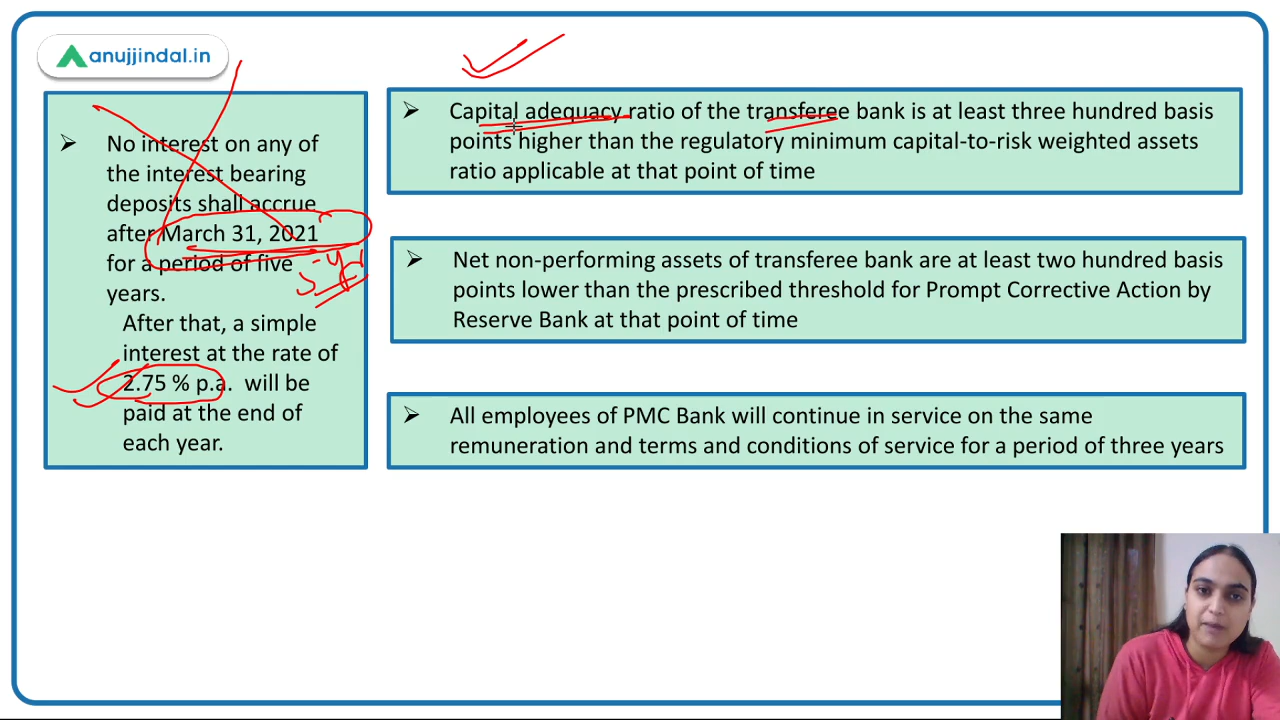 anujjindal.in
➢ No interest on any of
the interest bearing
deposits shall accrue
after March 31, 2021
for a period of five
years.
After that, a simple
interest at the rate of
2.75 % p.a. will be
paid at the end of
each year.
➢ Capital adequacy ratio of the transferee bank is at least three hundred basis
points higher than the regulatory minimum capital-to-risk weighted assets
ratio applicable at that point of time
➢ Net non-performing assets of transferee bank are at least two hundred basis
points lower than the prescribed threshold for Prompt Corrective Action by
Reserve Bank at that point of time
➢ All employees of PMC Bank will continue in service on the same
remuneration and terms and conditions of service for a period of three years